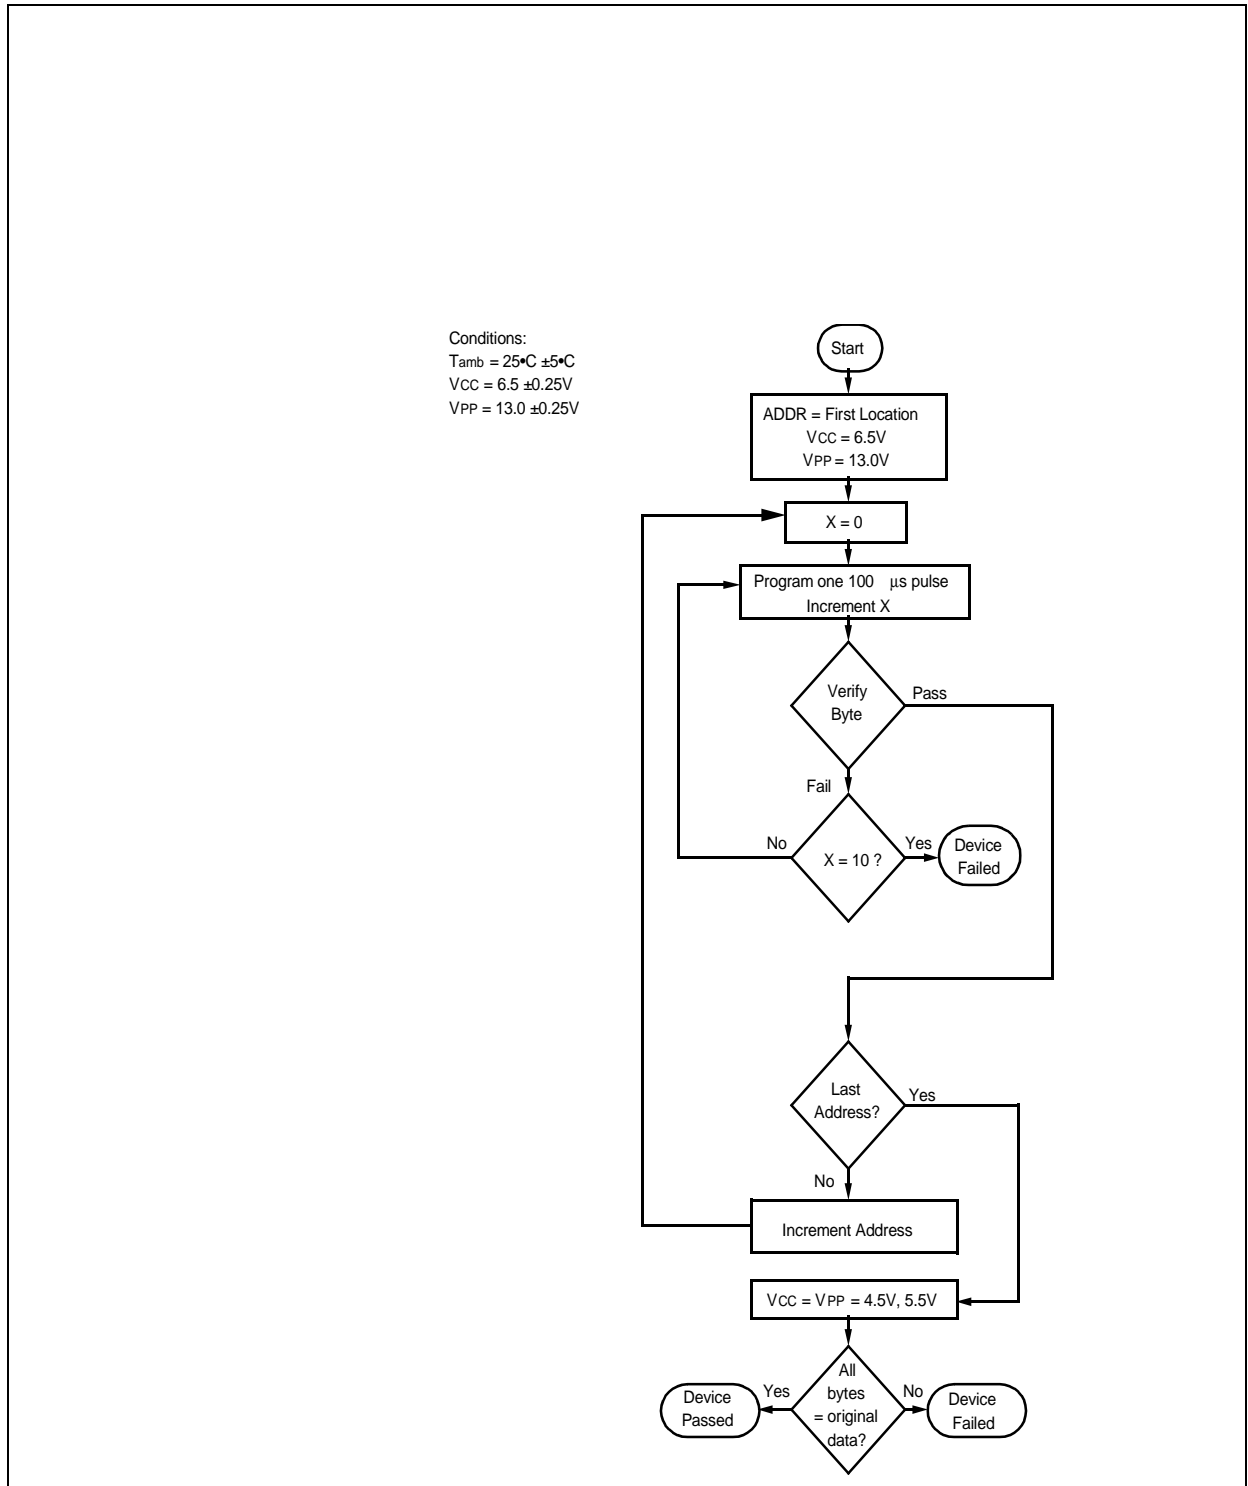 Conditions:
Tamb = 25•C ±5•C
VCC = 6.5 ±0.25V
VPP = 13.0 ±0.25V
Start
ADDR = First Location
VCC = 6.5V
VPP = 13.0V
X = 0
Program one 100 µs pulse
Increment X
Verify
Byte
Pass
Fail
No
X = 10 ?
Yes
Device
Failed
Last
Address?
Yes
No
Increment Address
VCC = VPP = 4.5V, 5.5V
Device
Passed
Yes
All
bytes
= original
data?
No
Device
Failed